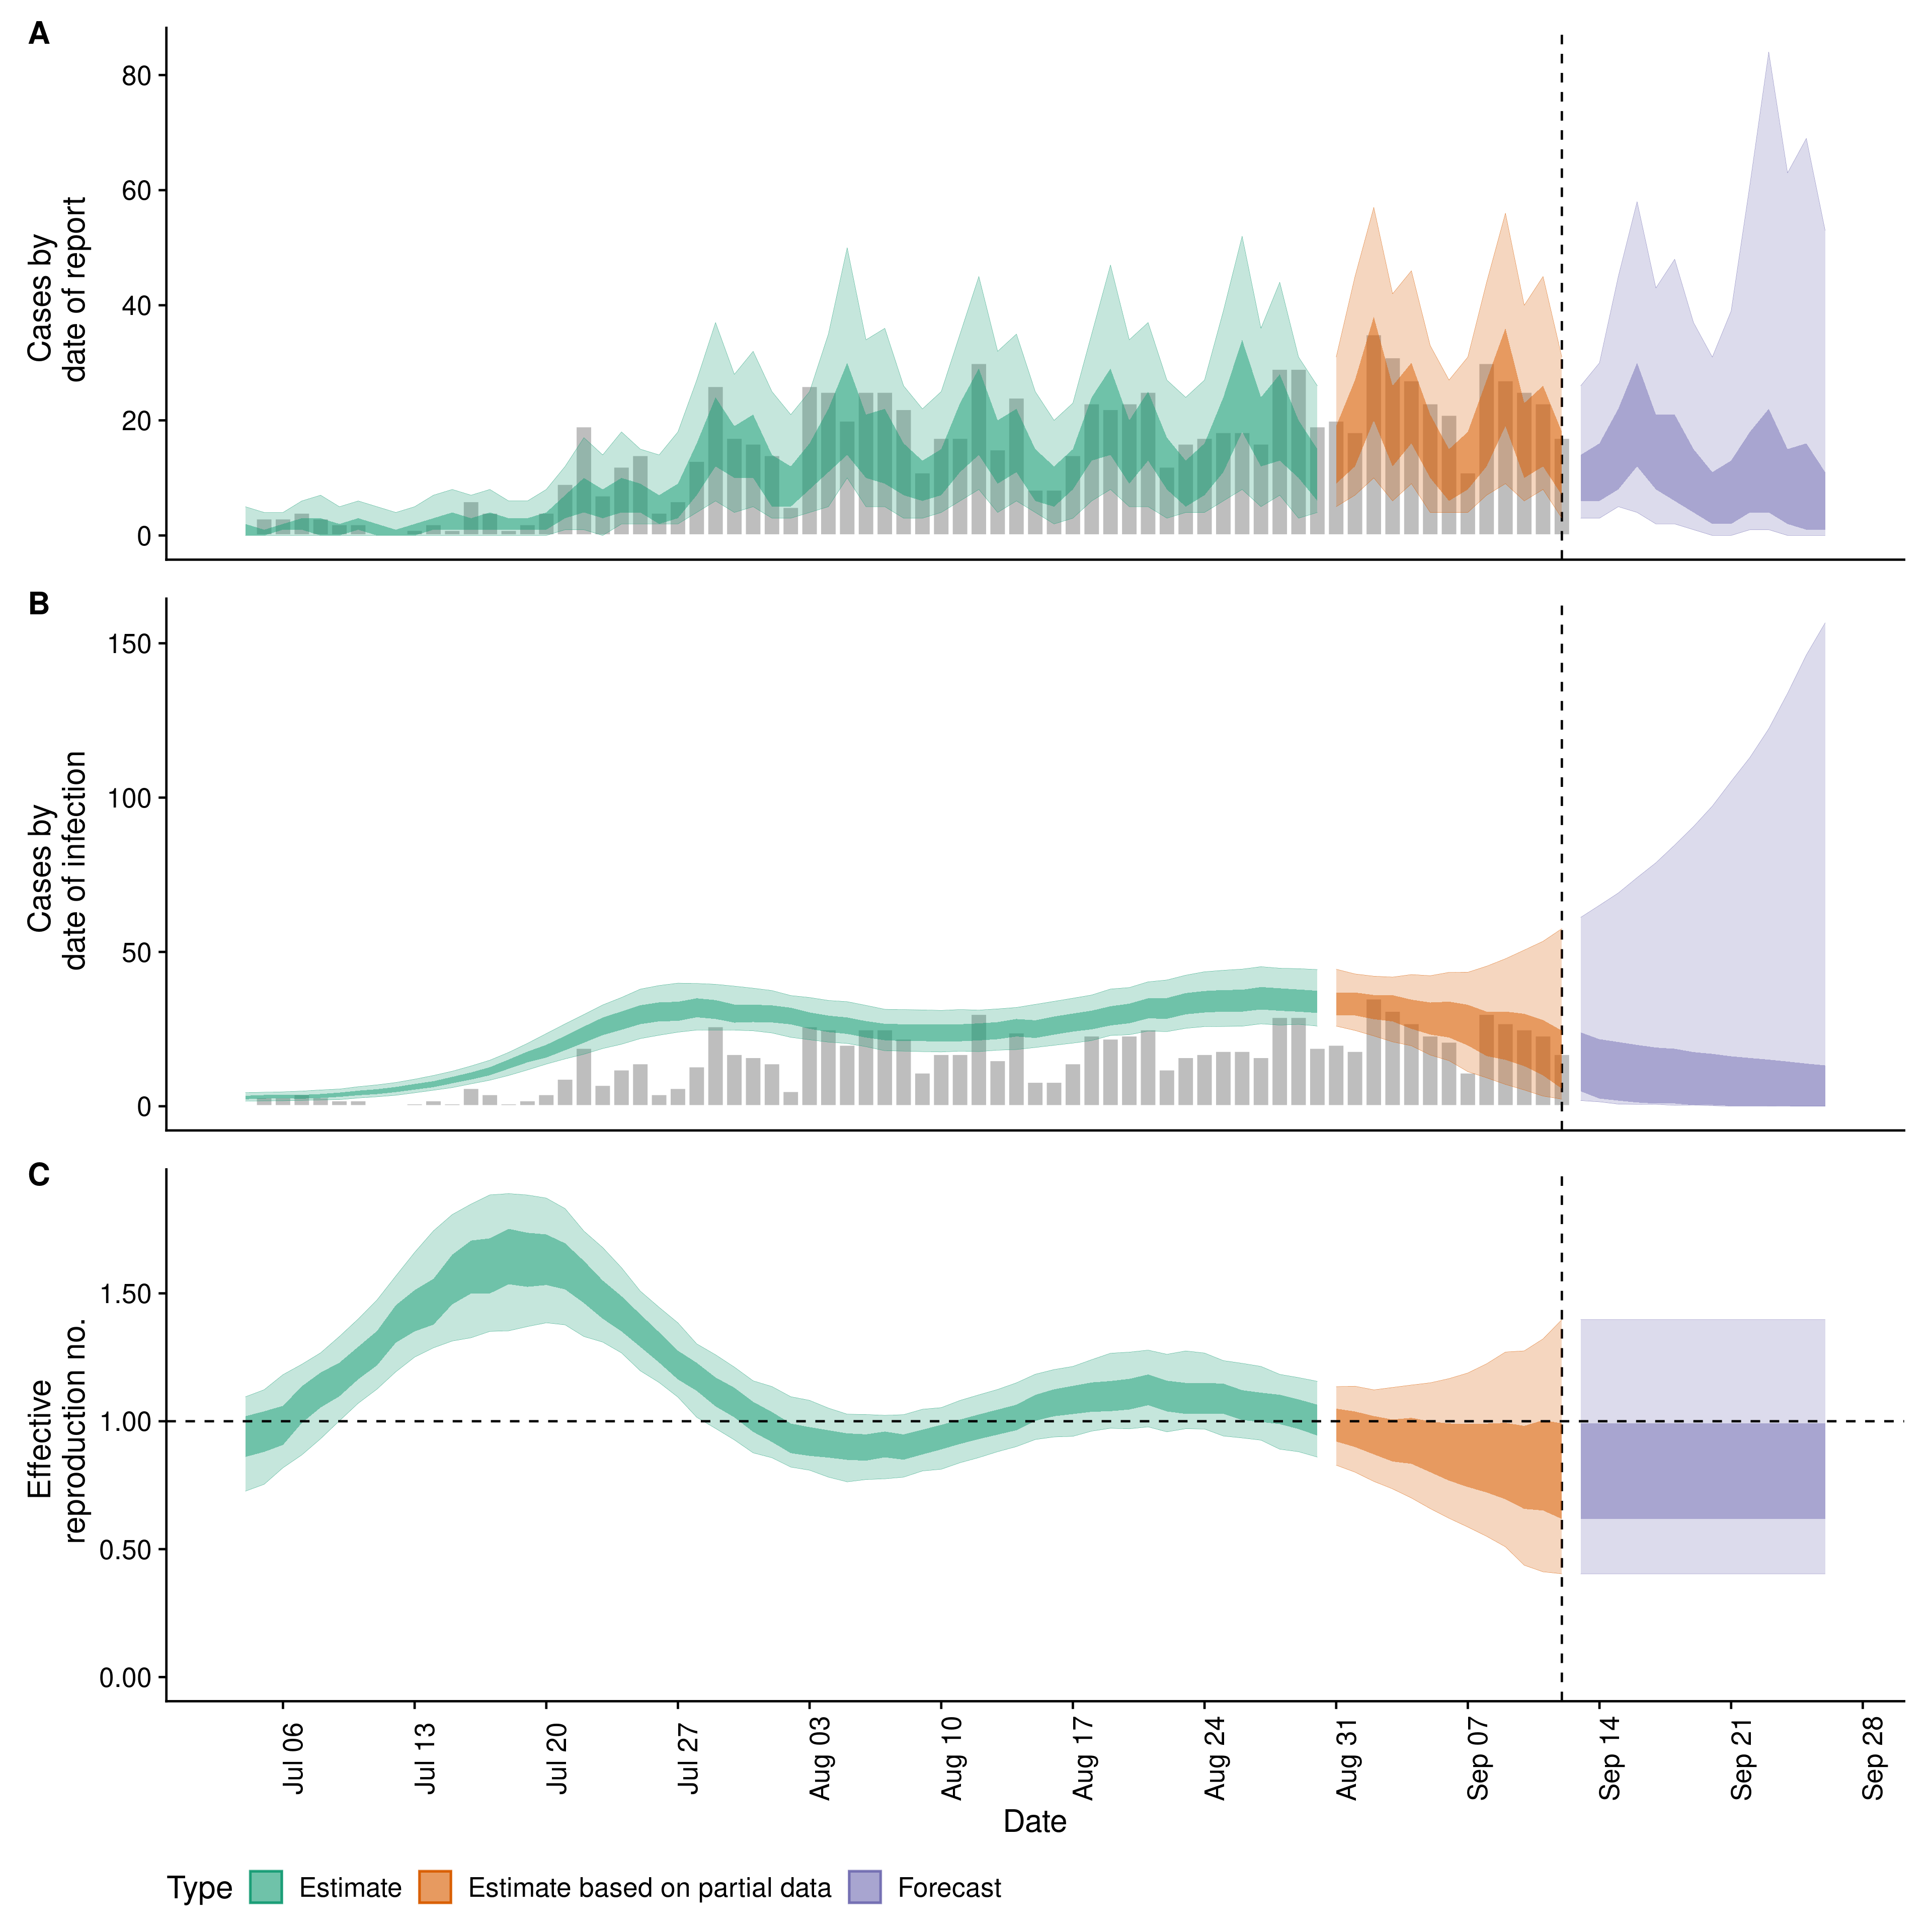 A
Cases by
date of report
80
60
40
20
0
B
Cases by
date of infection
150
100
50
0
C
Effective
reproduction no.
1.50
1.00
0.50
0.00
Jul 06
Jul 13
Jul 20
Jul 27
Aug 03
Aug 10
Aug 17
Aug 24
Aug 31
Sep 07
Sep 14
Sep 21
Sep 28
Date
Type Estimate Estimate based on partial data Forecast